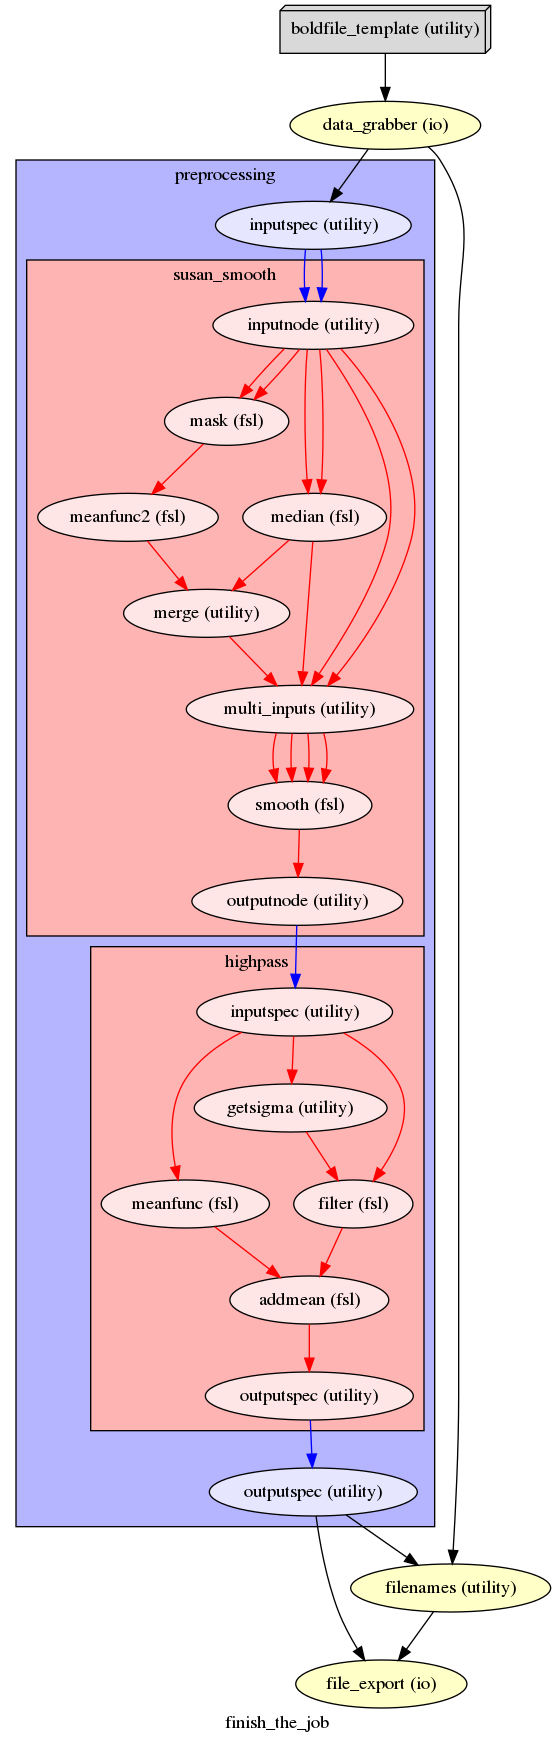 boldfile_template (utility)
data_grabber (io)
preprocessing
inputspec (utility)
susan_smooth
inputnode (utility)
mask (fsl)
meanfunc2 (fsl)
median (fsl)
merge (utility)
multi_inputs (utility)
smooth (fsl)
outputnode (utility)
highpass
inputspec (utility)
getsigma (utility)
meanfunc (fsl)
filter (fsl)
addmean (fsl)
outputspec (utility)
outputspec (utility)
filenames (utility)
file_export (io)
finish_the_job